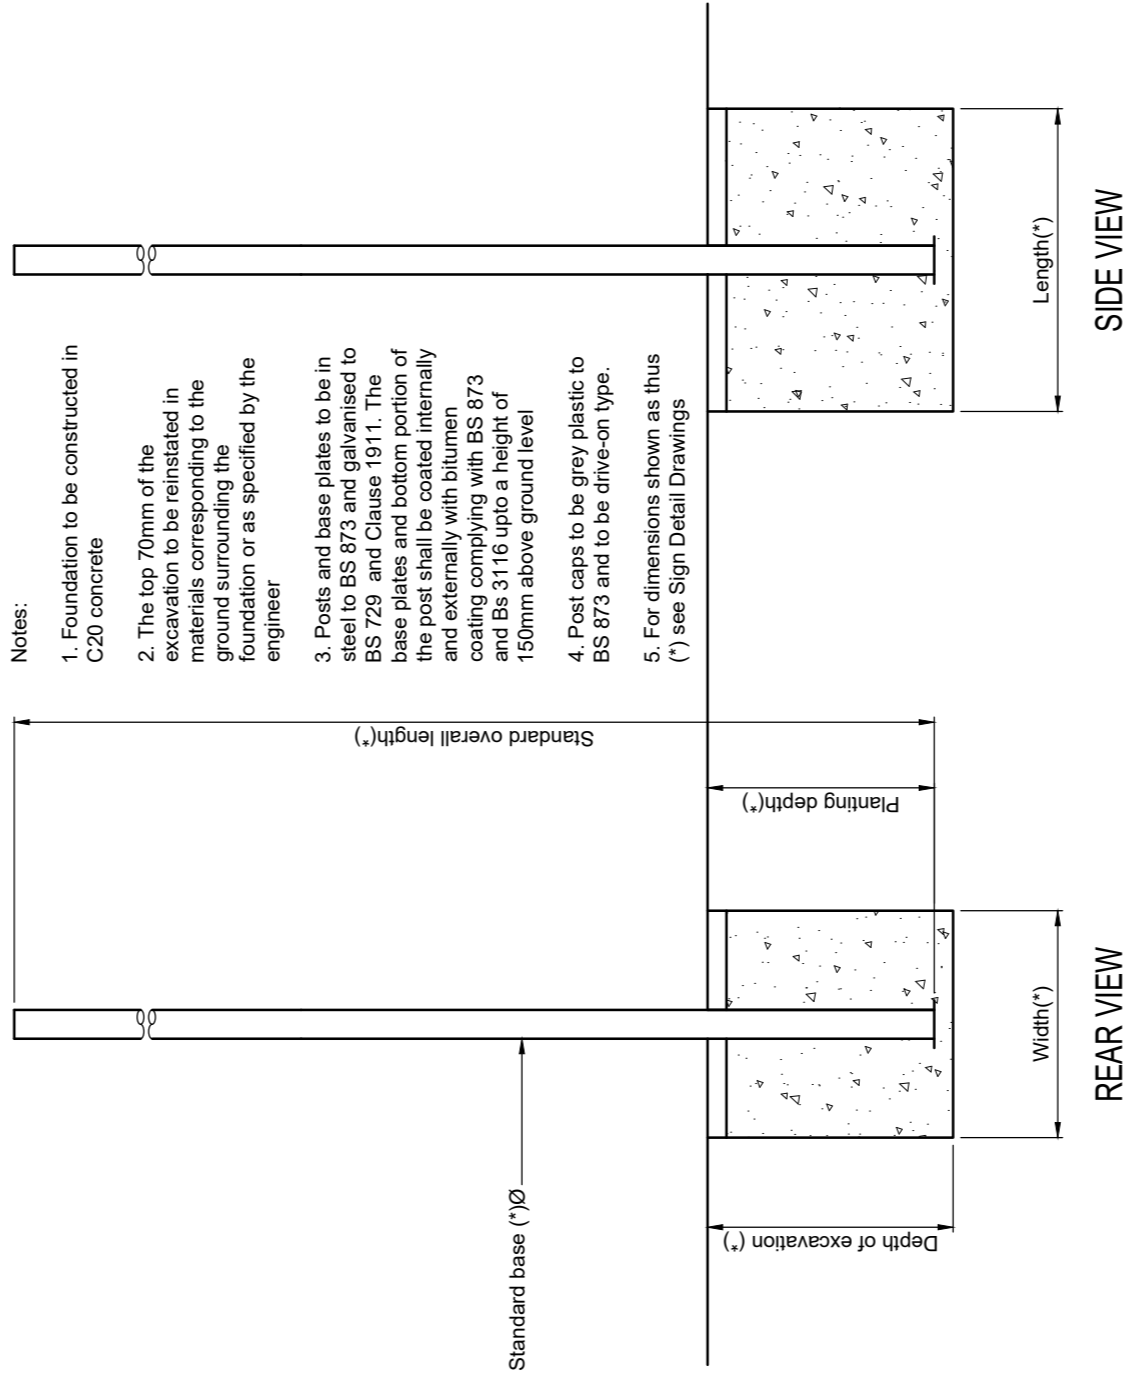 Notes:
1. Foundation to be constructed in
C20 concrete
2. The top 70mm of the
excavation to be reinstated in
materials corresponding to the
ground surrounding the
foundation or as specified by the
engineer
3. Posts and base plates to be in
steel to BS 873 and galvanised to
BS 729 and Clause 1911. The
base plates and bottom portion of
the post shall be coated internally
and externally with bitumen
coating complying with BS 873
and Bs 3116 upto a height of
150mm above ground level
4. Post caps to be grey plastic to
BS 873 and to be drive-on type.
5. For dimensions shown as thus
(*) see Sign Detail Drawings
Standard overall length(*)
Planting depth(*)
Standard base (*)Ø
Depth of excavation (*)
Width(*)
REAR VIEW
Length(*)
SIDE VIEW